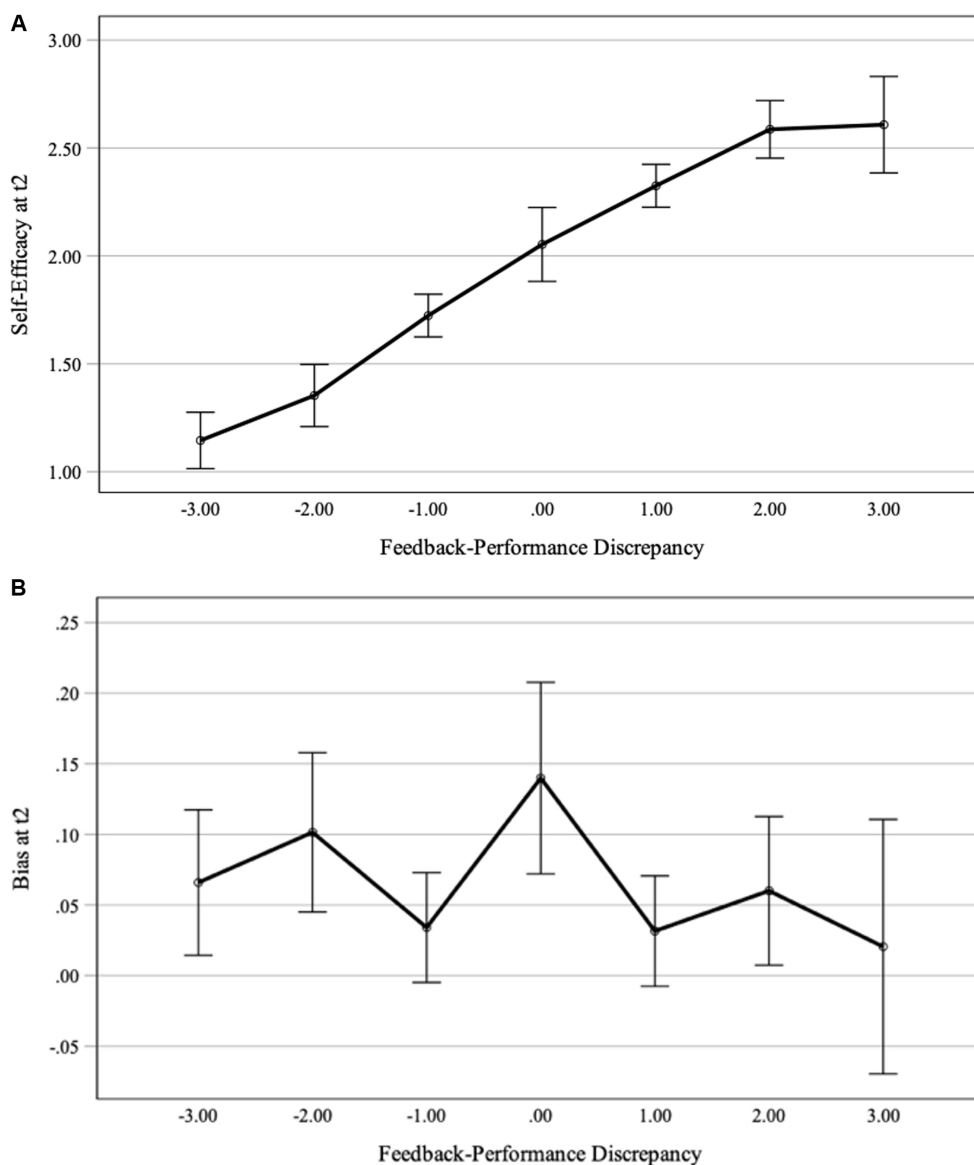 A
3.00
2.50
2.00
1.50
1.00
Self-Efficacy at t2
-3.00 -2.00 -1.00 .00 1.00 2.00 3.00
Feedback-Performance Discrepancy
B
.25
.20
.15
.10
.05
.00
-.05
Bias at t2
-3.00 -2.00 -1.00 .00 1.00 2.00 3.00
Feedback-Performance Discrepancy